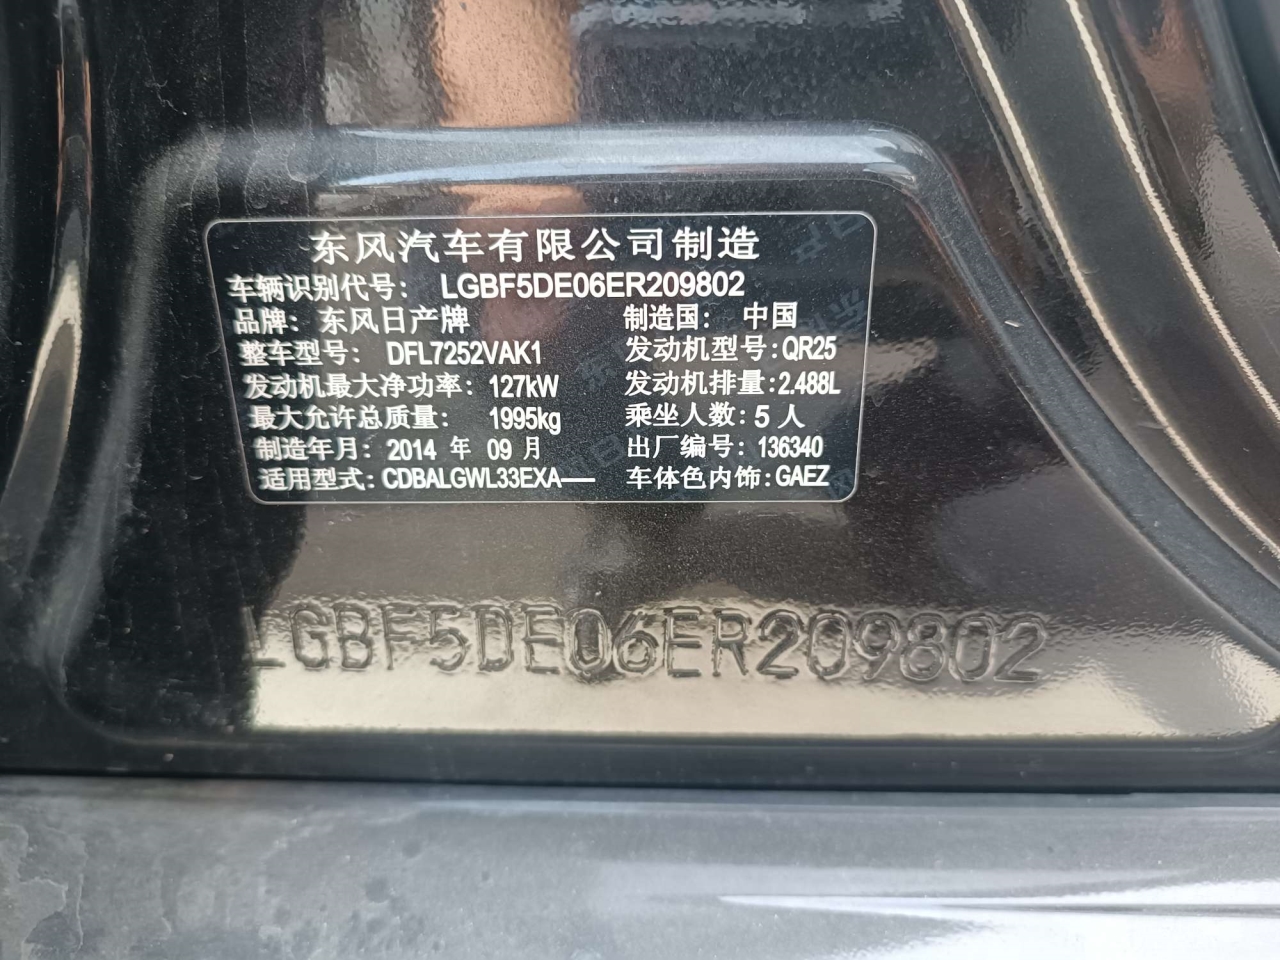 东风汽车有限公司制造
车辆识别代号: LGBF5DE06ER209802
品牌: 东风日产牌 制造国: 中国
整车型号: DFL7252VAK1 发动机型号: QR25
发动机最大净功率: 127kW 发动机排量: 2.488L
最大允许总质量: 1995kg 乘坐人数: 5 人
制造年月: 2014 年 09 月 出厂编号: 136340
适用型式: CDBALGWL33EXA— 车体色内饰: GAEZ
LGBF5DE06ER209802